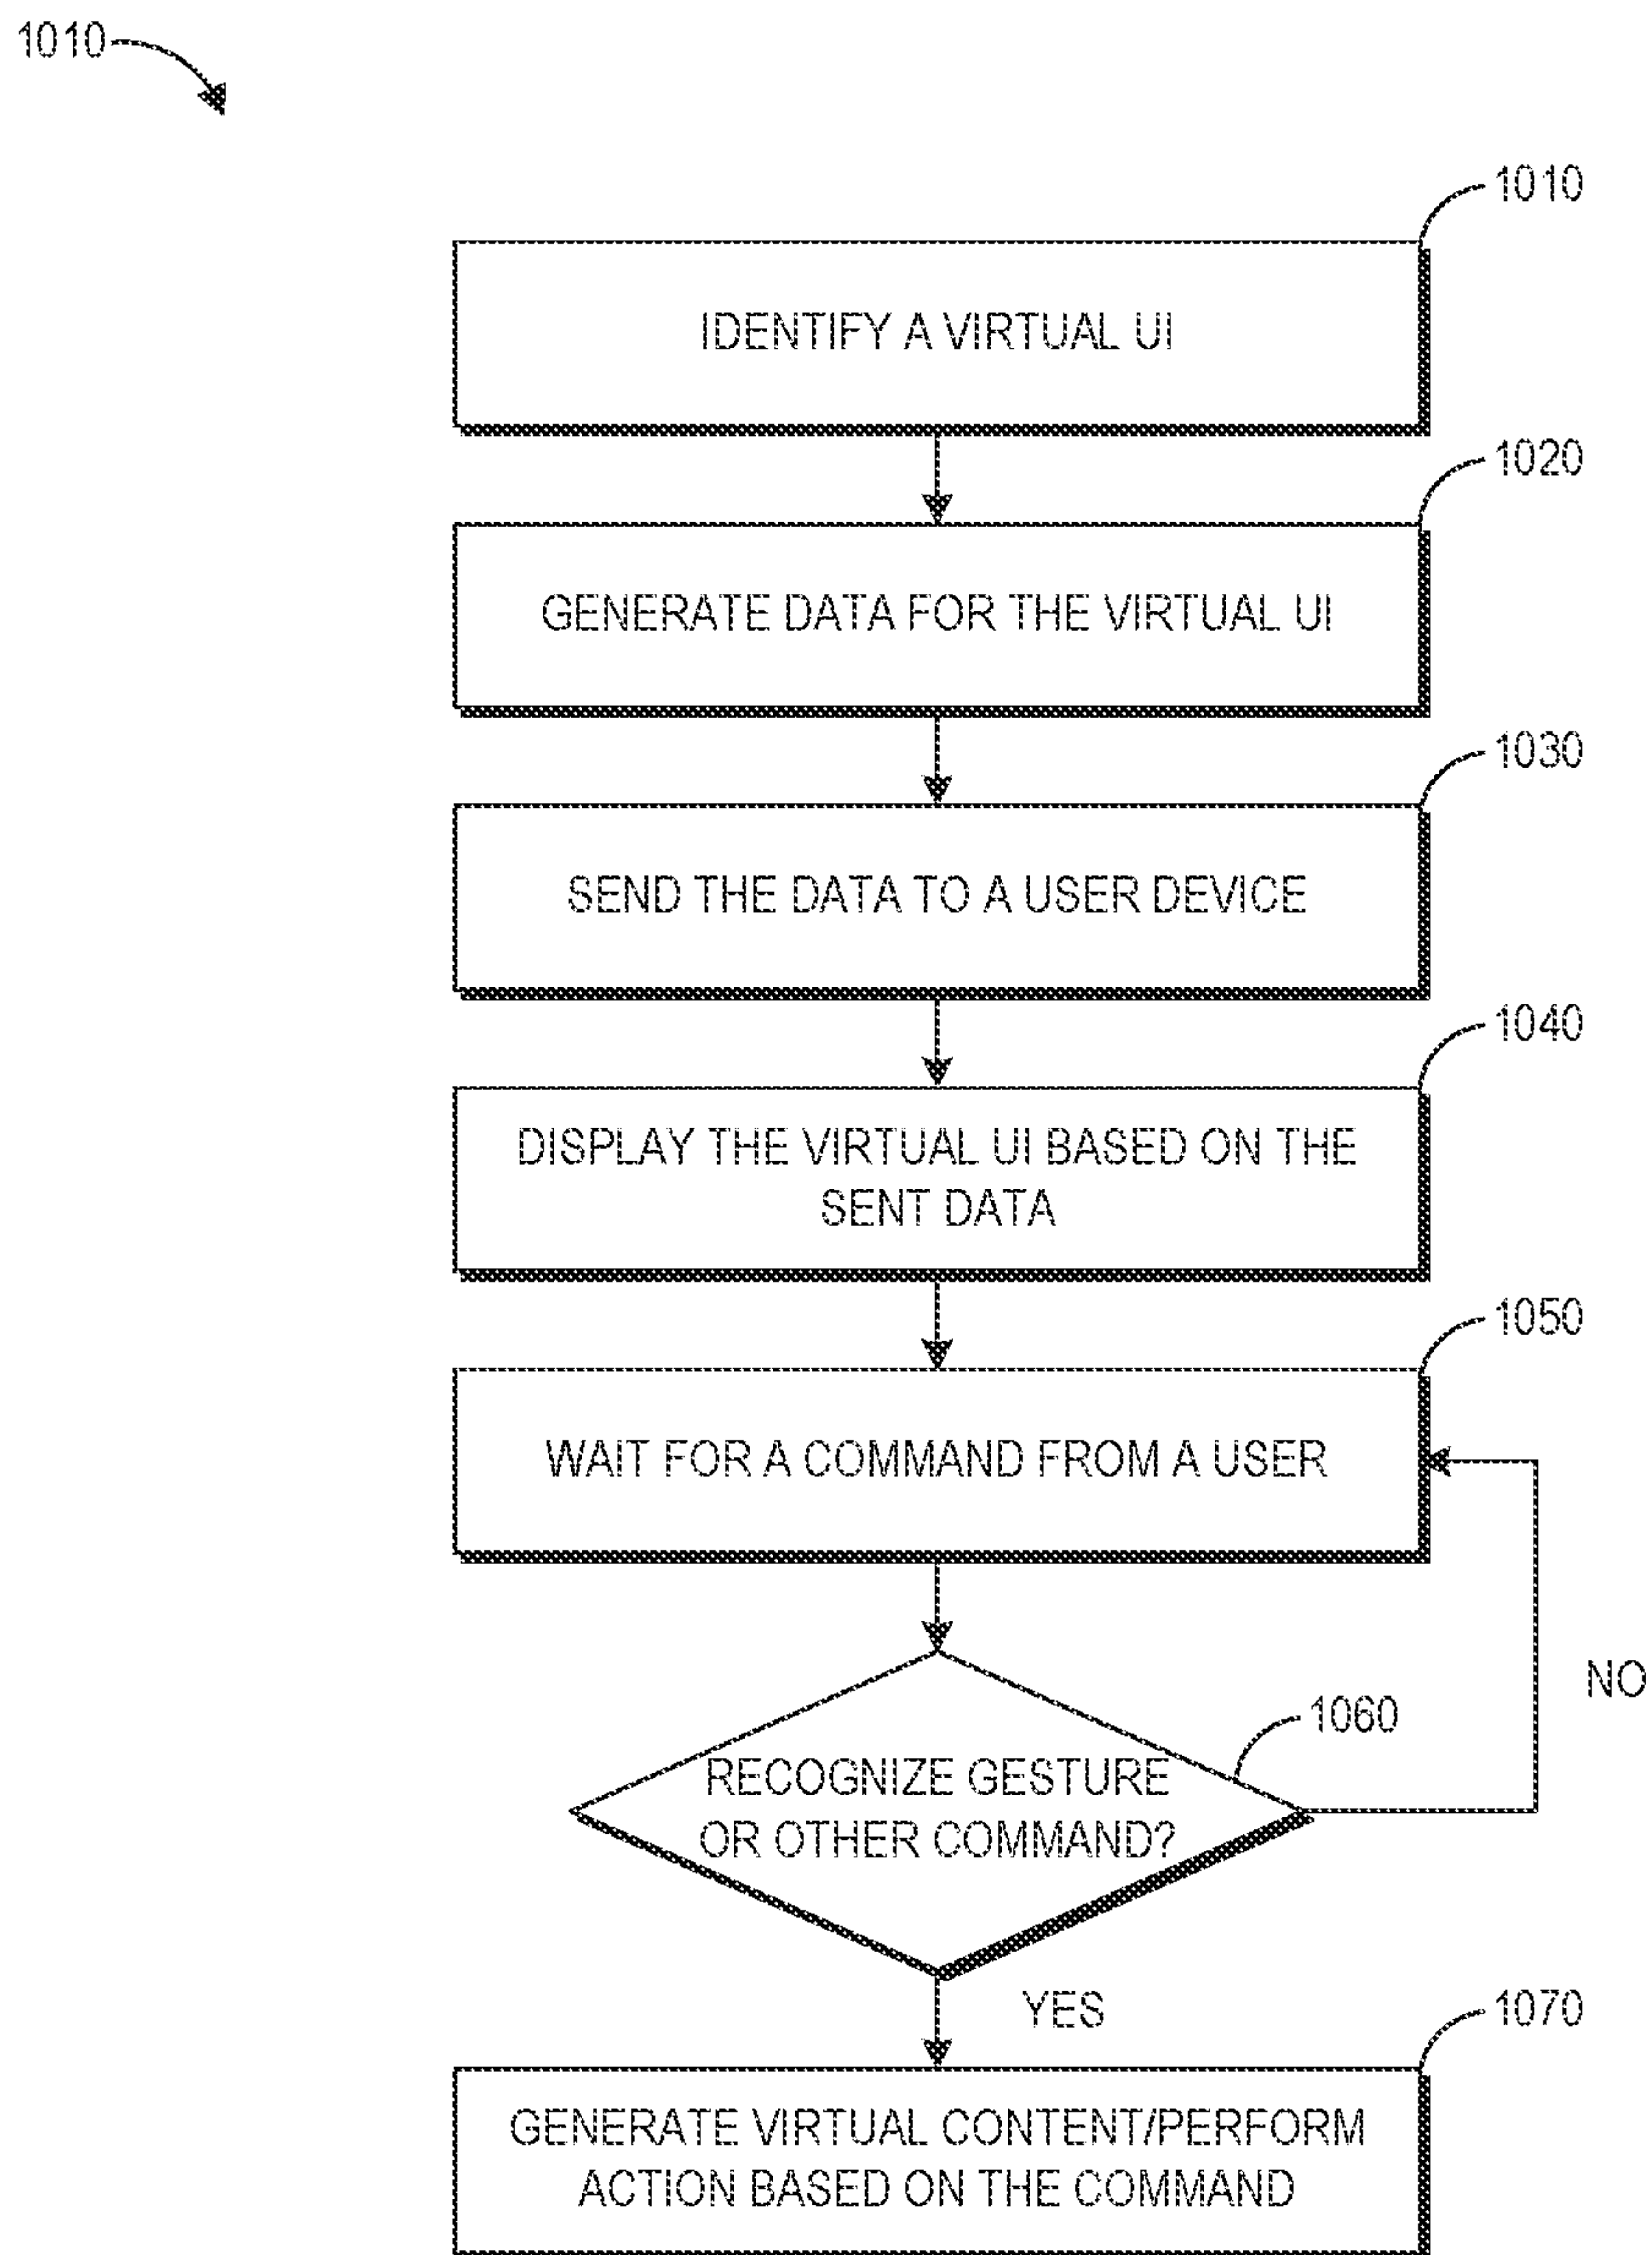 1010
1010
IDENTIFY A VIRTUAL UI
1020
GENERATE DATA FOR THE VIRTUAL UI
1030
SEND THE DATA TO A USER DEVICE
1040
DISPLAY THE VIRTUAL UI BASED ON THE
SENT DATA
1050
WAIT FOR A COMMAND FROM A USER
NO
1060
RECOGNIZE GESTURE
OR OTHER COMMAND?
YES
1070
GENERATE VIRTUAL CONTENT/PERFORM
ACTION BASED ON THE COMMAND